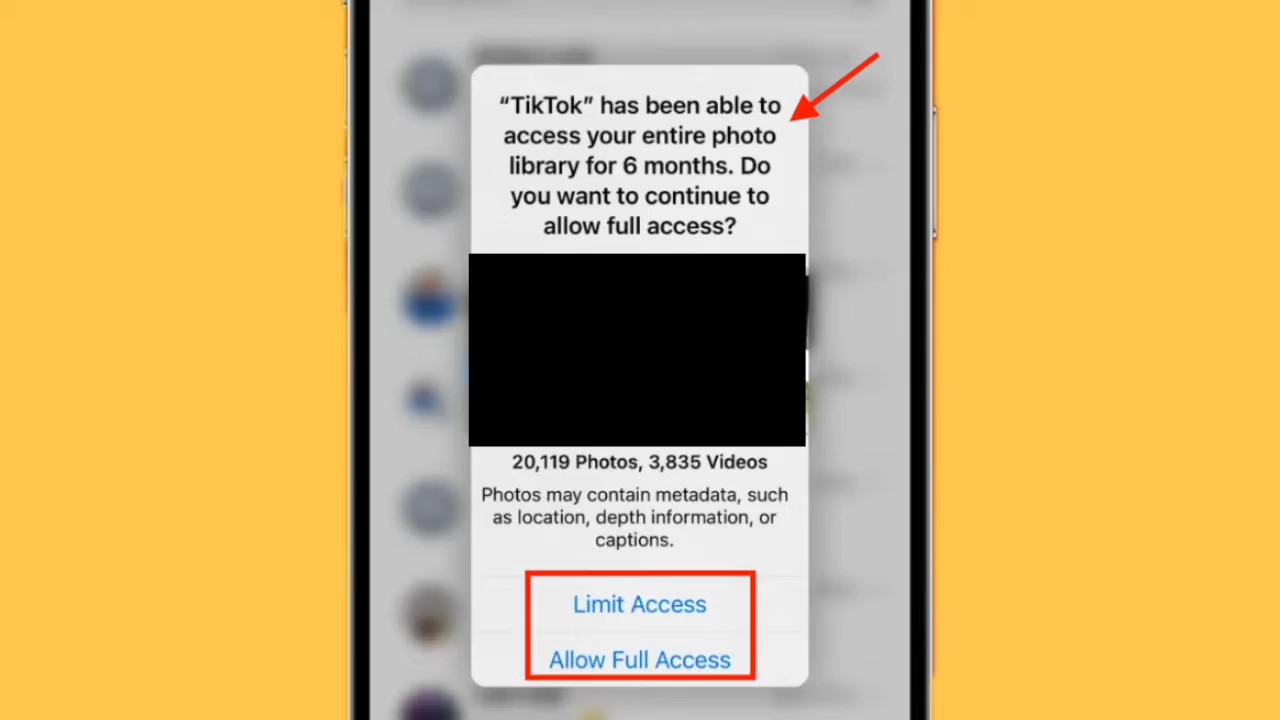 “TikTok” has been able to
access your entire photo
library for 6 months. Do
you want to continue to
allow full access?
20,119 Photos, 3,835 Videos
Photos may contain metadata, such
as location, depth information, or
captions.
Limit Access
Allow Full Access